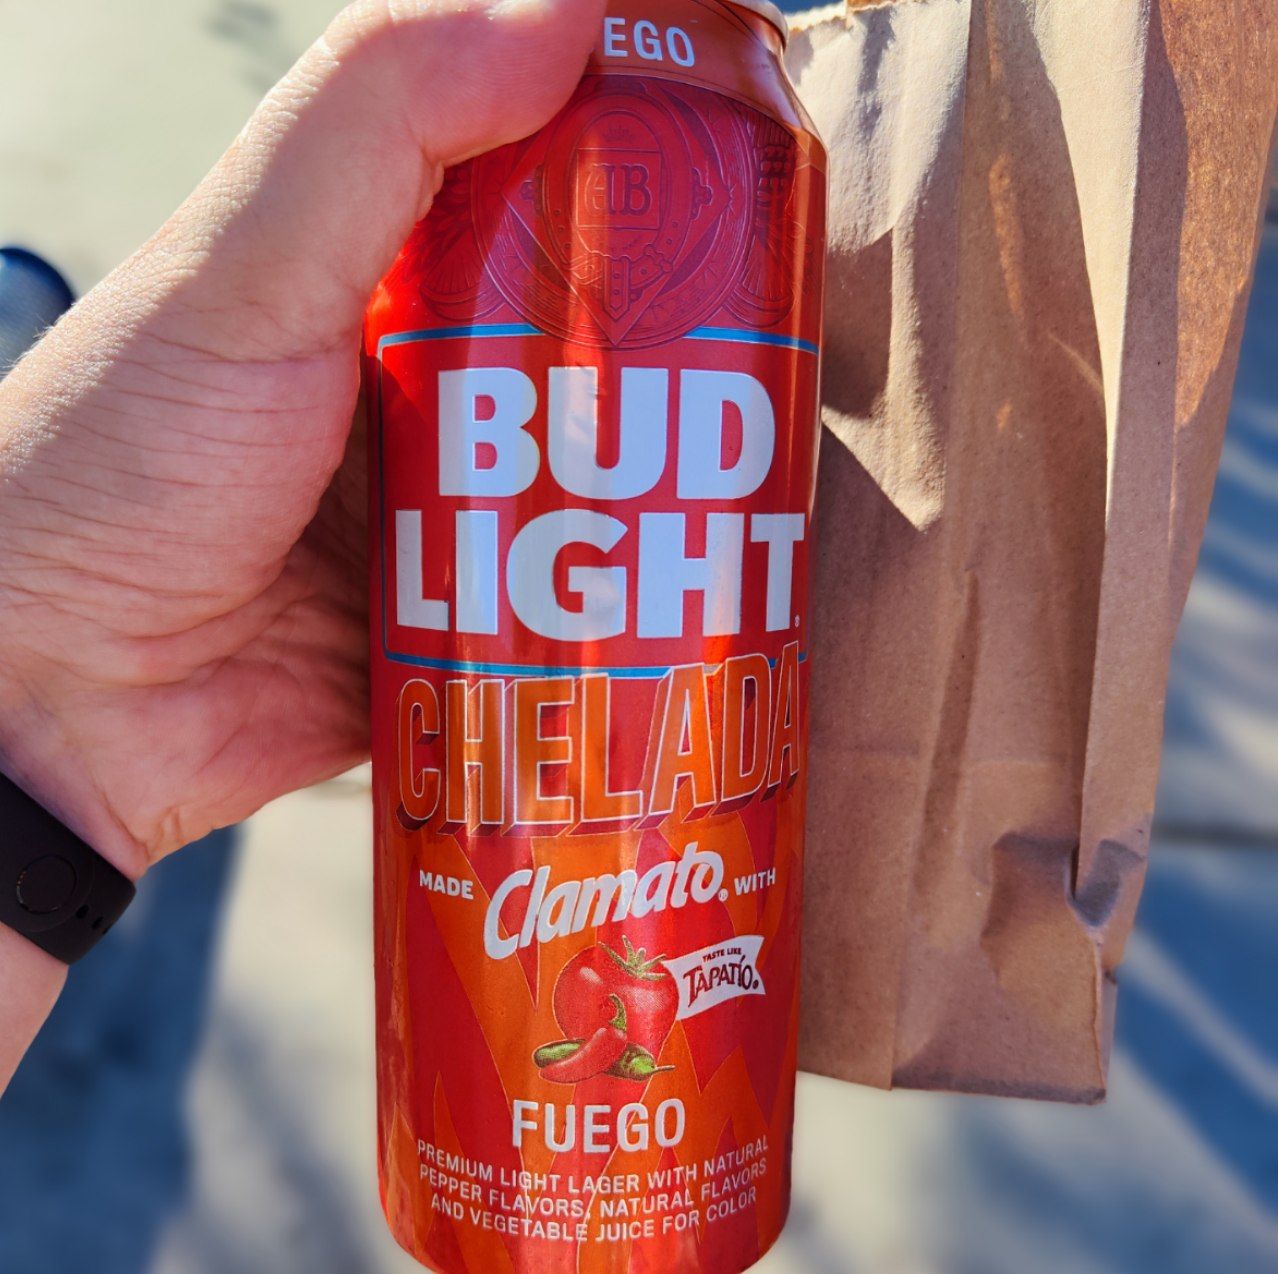 EGO
AB
BUD
LIGHT®
CHELADA
MADE Clamato® WITH
TASTE LIKE
TAPATÍO®
FUEGO
PREMIUM LIGHT LAGER WITH NATURAL
PEPPER FLAVORS, NATURAL FLAVORS
AND VEGETABLE JUICE FOR COLOR